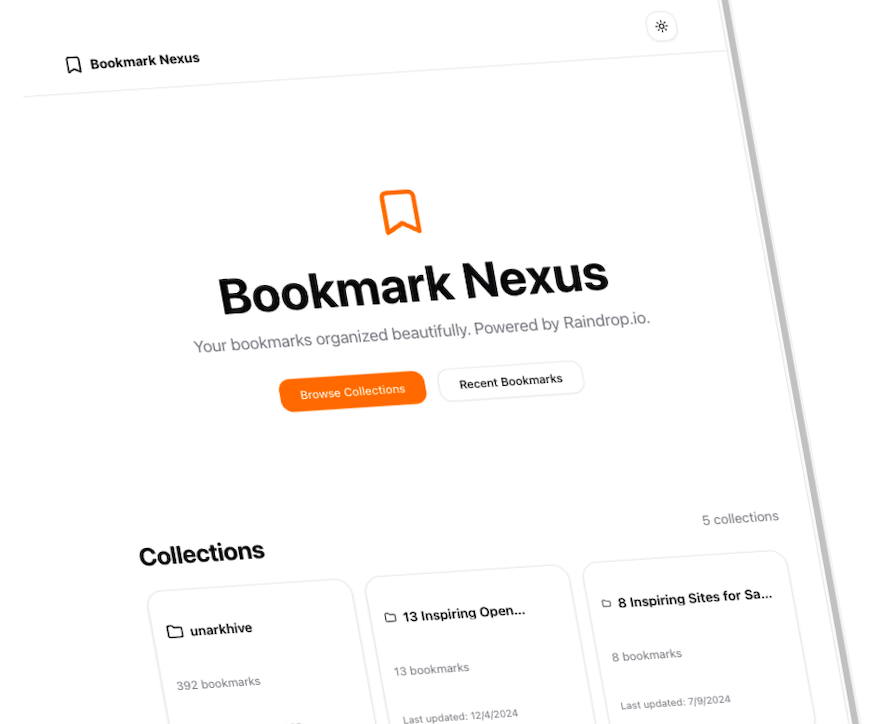 Bookmark Nexus
Bookmark Nexus
Your bookmarks organized beautifully. Powered by Raindrop.io.
Browse Collections
Recent Bookmarks
Collections
5 collections
unarkhive
392 bookmarks
13 Inspiring Open...
13 bookmarks
Last updated: 12/4/2024
8 Inspiring Sites for Sa...
8 bookmarks
Last updated: 7/9/2024